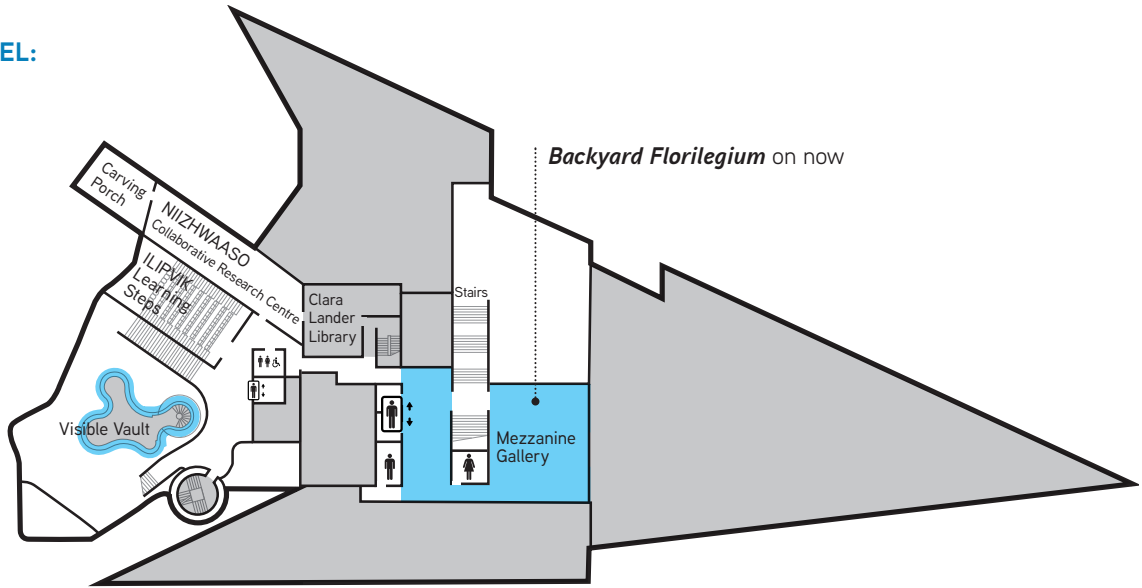 EL:
Backyard Florilegium on now
Carving
Porch
NIIZHWAASO
Collaborative Research Centre
ILIPVIK
Learning
Steps
Clara
Lander
Library
Stairs
Visible Vault
Mezzanine
Gallery